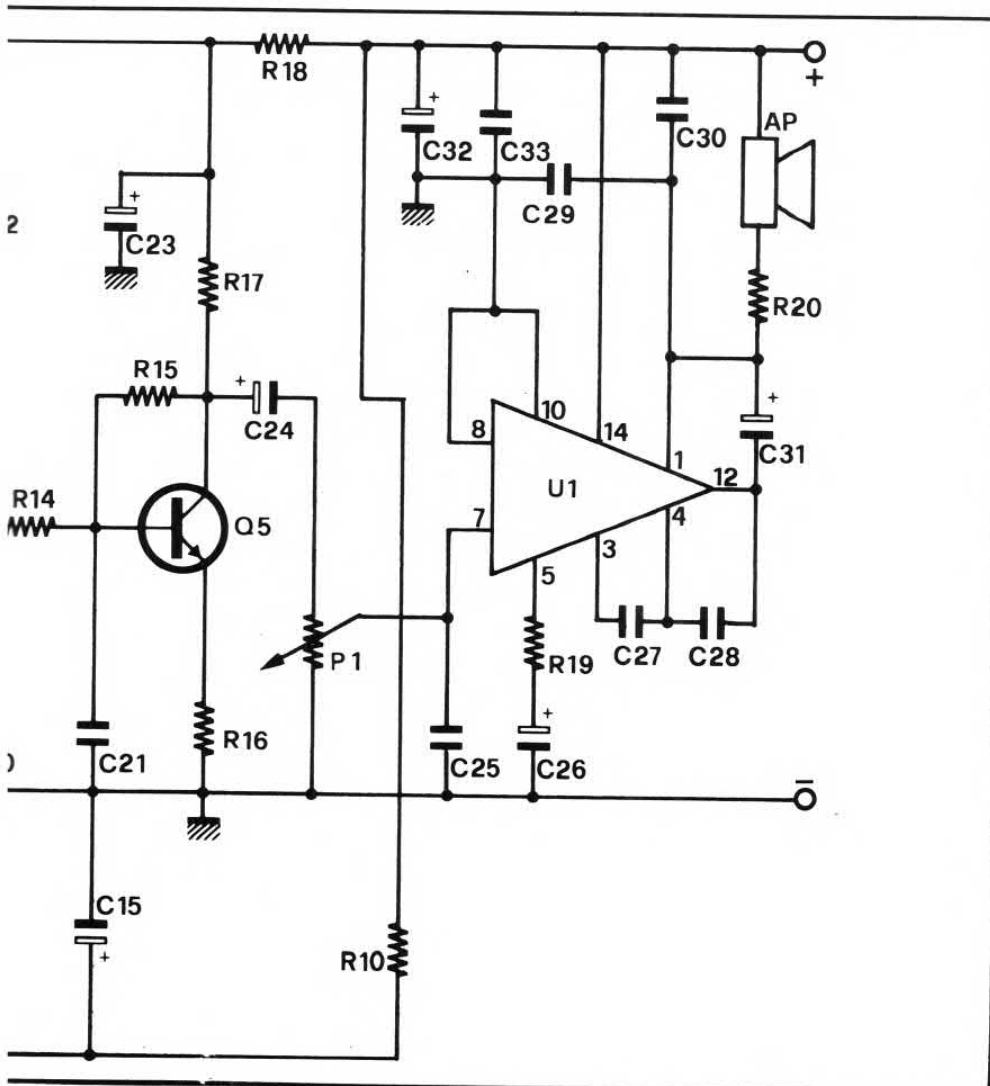 R18
+
+
C32
C33
C30
AP
C29
2
+
C23
R17
R20
R15
+
C24
10
8
14
+
C31
1
12
R14
Q5
U1
7
4
3
5
P1
R19
C27
C28
+
C21
R16
C25
C26
–
C15
+
R10